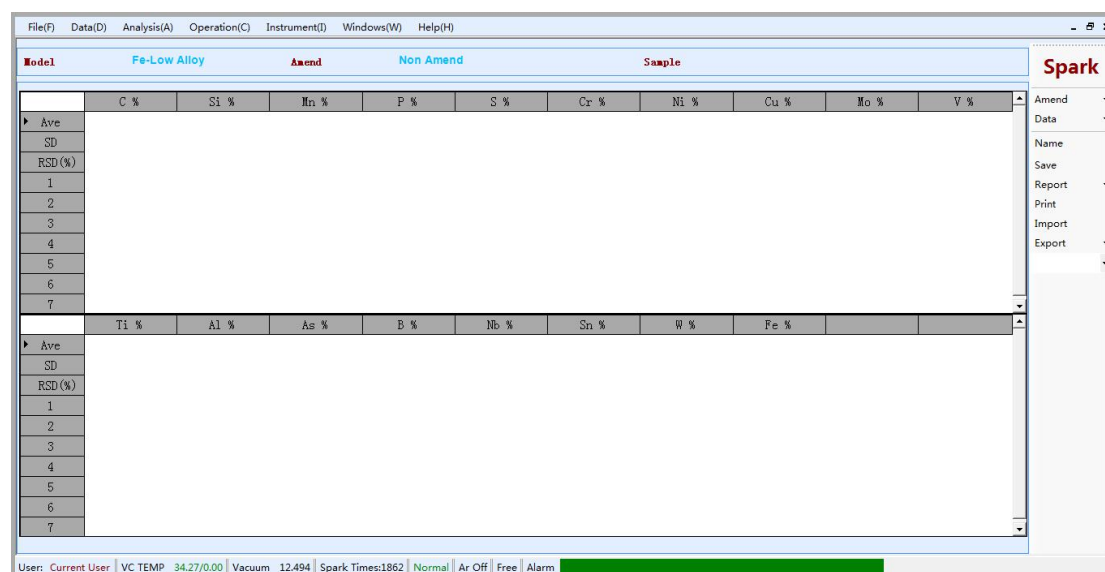 File(F) Data(D) Analysis(A) Operation(C) Instrument(I) Windows(W) Help(H)
Model Fe-Low Alloy Amend Non Amend Sample
C % Si % Mn % P % S % Cr % Ni % Cu % Mo % V %
Ave
SD
RSD(%)
1
2
3
4
5
6
7
Ti % Al % As % B % Nb % Sn % W % Fe %
Ave
SD
RSD(%)
1
2
3
4
5
6
7
Spark
Amend
Data
Name
Save
Report
Print
Import
Export
User: Current User VC TEMP 34.27/0.00 Vacuum 12.494 Spark Times:1862 Normal Ar Off Free Alarm